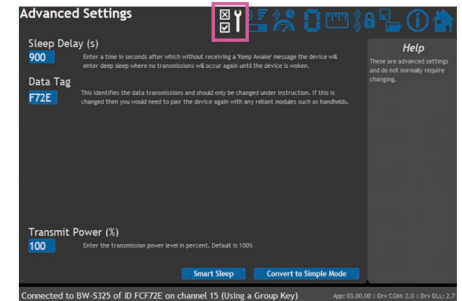 Advanced Settings
Sleep Delay (s)
900
Enter a time in seconds after which without receiving a 'Keep Awake' message the device will
enter deep sleep where no transmissions will occur again until the device is woken.
Data Tag
F72E
This identifies the data transmissions and should only be changed under instruction. If this is
changed then you would need to pair the device again with any reliant modules such as handhelds.
Transmit Power (%)
100
Enter the transmission power level in percent. Default is 100%
Smart Sleep
Convert to Simple Mode
Help
These are advanced settings
and do not normally require
changing.
Connected to BW-S325 of ID FCF72E on channel 15 (Using a Group Key)
App: 03.00.00 | Drv COM: 2.0 | Drv DLL: 2.7